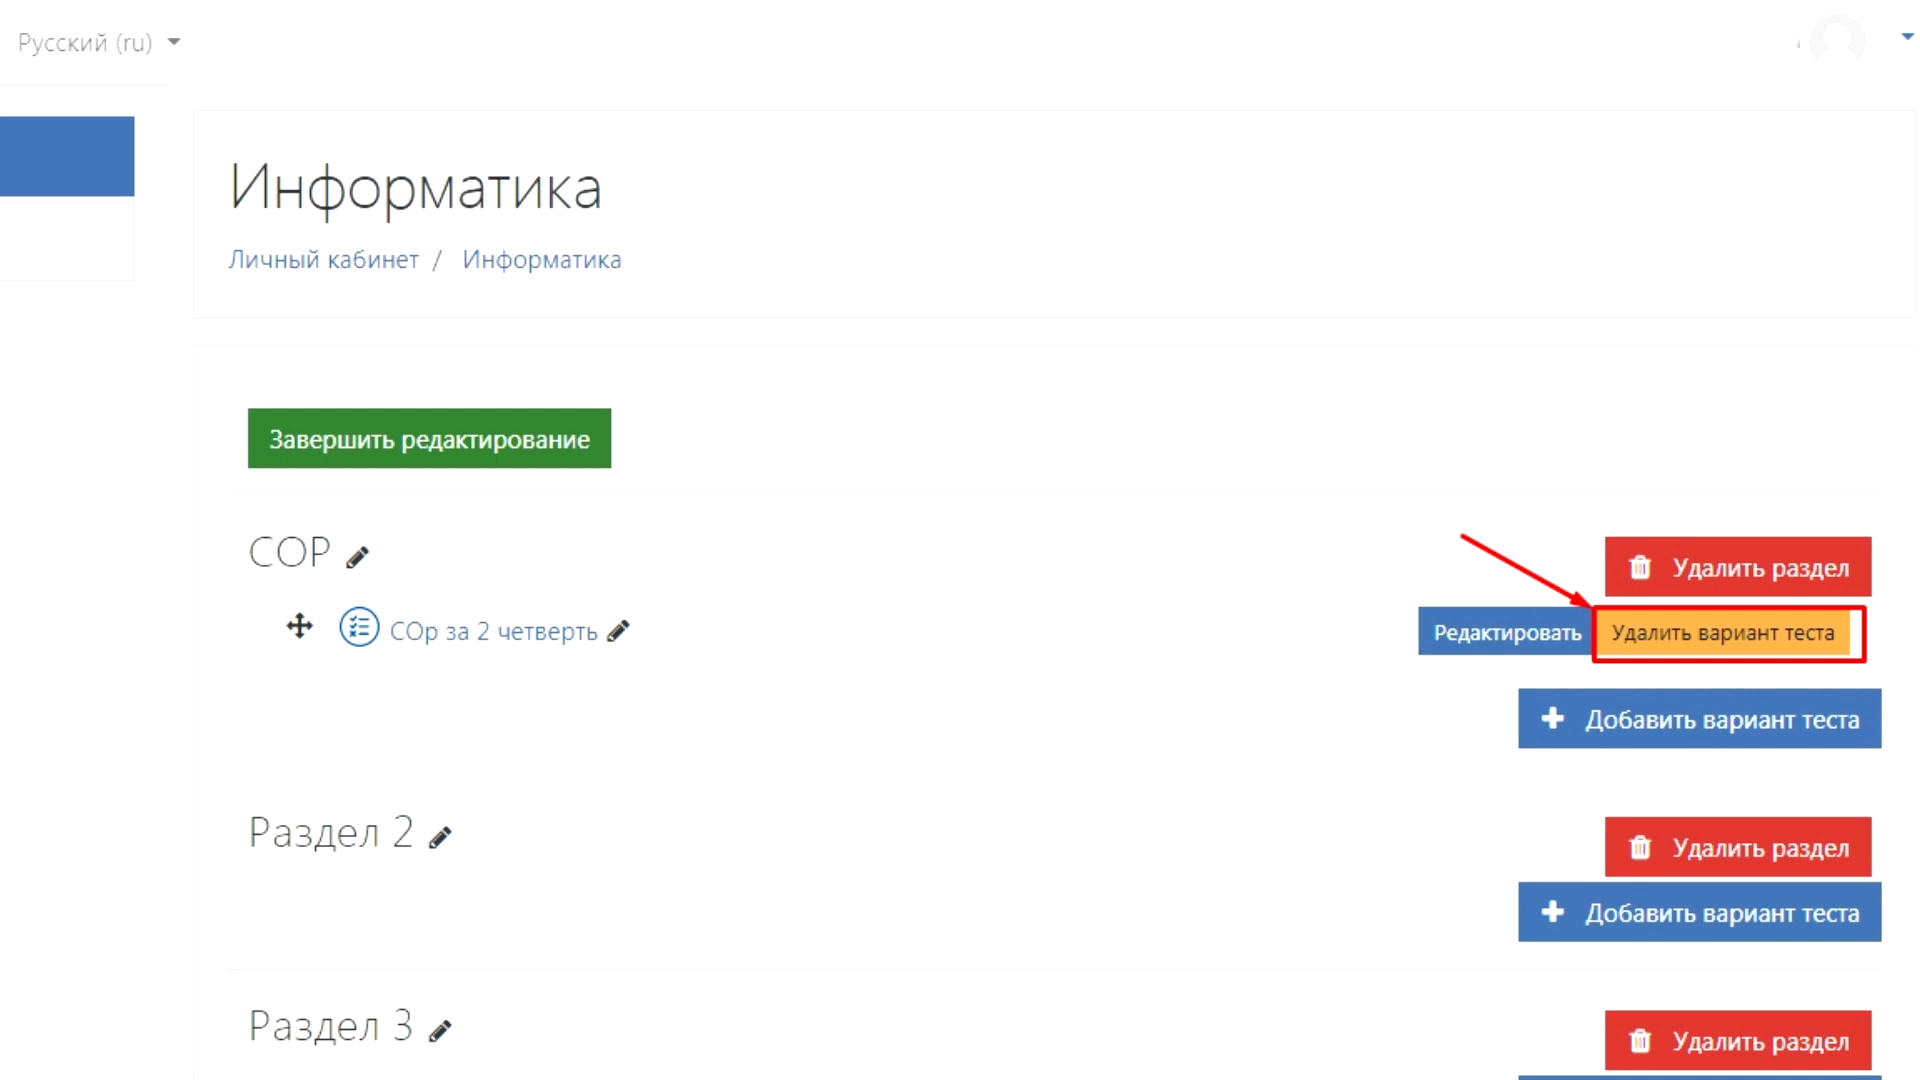 Русский (ru)
Информатика
Личный кабинет / Информатика
Завершить редактирование
СОР
Удалить раздел
СОр за 2 четверть
Редактировать
Удалить вариант теста
Добавить вариант теста
Раздел 2
Удалить раздел
Добавить вариант теста
Раздел 3
Удалить раздел